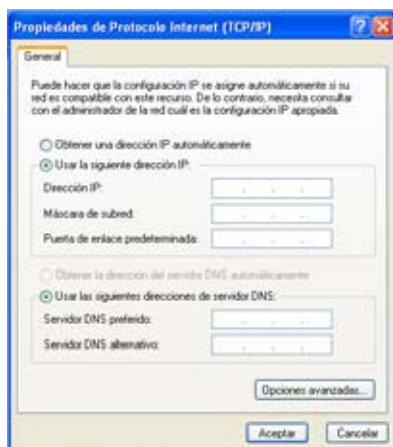 Propiedades de Protocolo Internet (TCP/IP)
General
Puede hacer que la configuración IP se asigne automáticamente si su
red es compatible con este recurso. De lo contrario, necesita consultar
con el administrador de la red cuál es la configuración IP apropiada.
Obtener una dirección IP automáticamente
Usar la siguiente dirección IP:
Dirección IP:
Máscara de subred:
Puerta de enlace predeterminada:
Obtener la dirección del servidor DNS automáticamente
Usar las siguientes direcciones de servidor DNS:
Servidor DNS preferido:
Servidor DNS alternativo:
Opciones avanzadas...
Aceptar
Cancelar